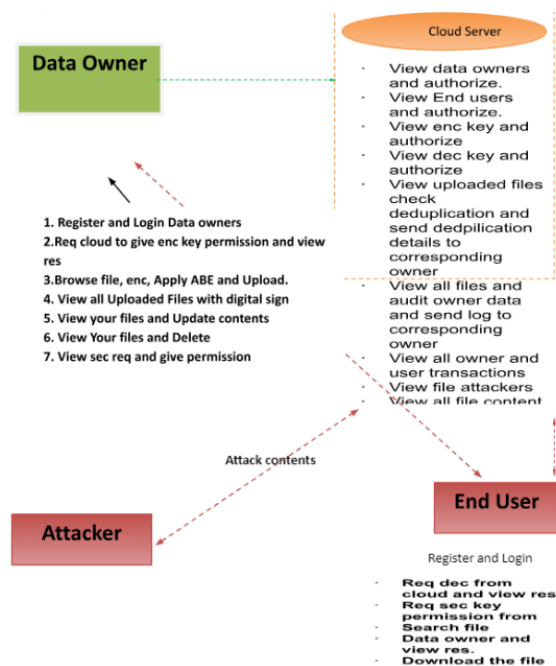 Data Owner
Cloud Server
· View data owners
and authorize.
· View End users
and authorize.
· View enc key and
authorize
· View dec key and
authorize
· View uploaded files
check
deduplication and
send dedpilication
details to
corresponding
owner
· View all files and
audit owner data
and send log to
corresponding
owner
· View all owner and
user transactions
· View file attackers
· View all file content
1. Register and Login Data owners
2.Req cloud to give enc key permission and view
res
3.Browse file, enc, Apply ABE and Upload.
4. View all Uploaded Files with digital sign
5. View your files and Update contents
6. View Your files and Delete
7. View sec req and give permission
Attack contents
Attacker
End User
Register and Login
· Req dec from
cloud and view res
· Req sec key
permission from
· Search file
· Data owner and
view res.
· Download the file